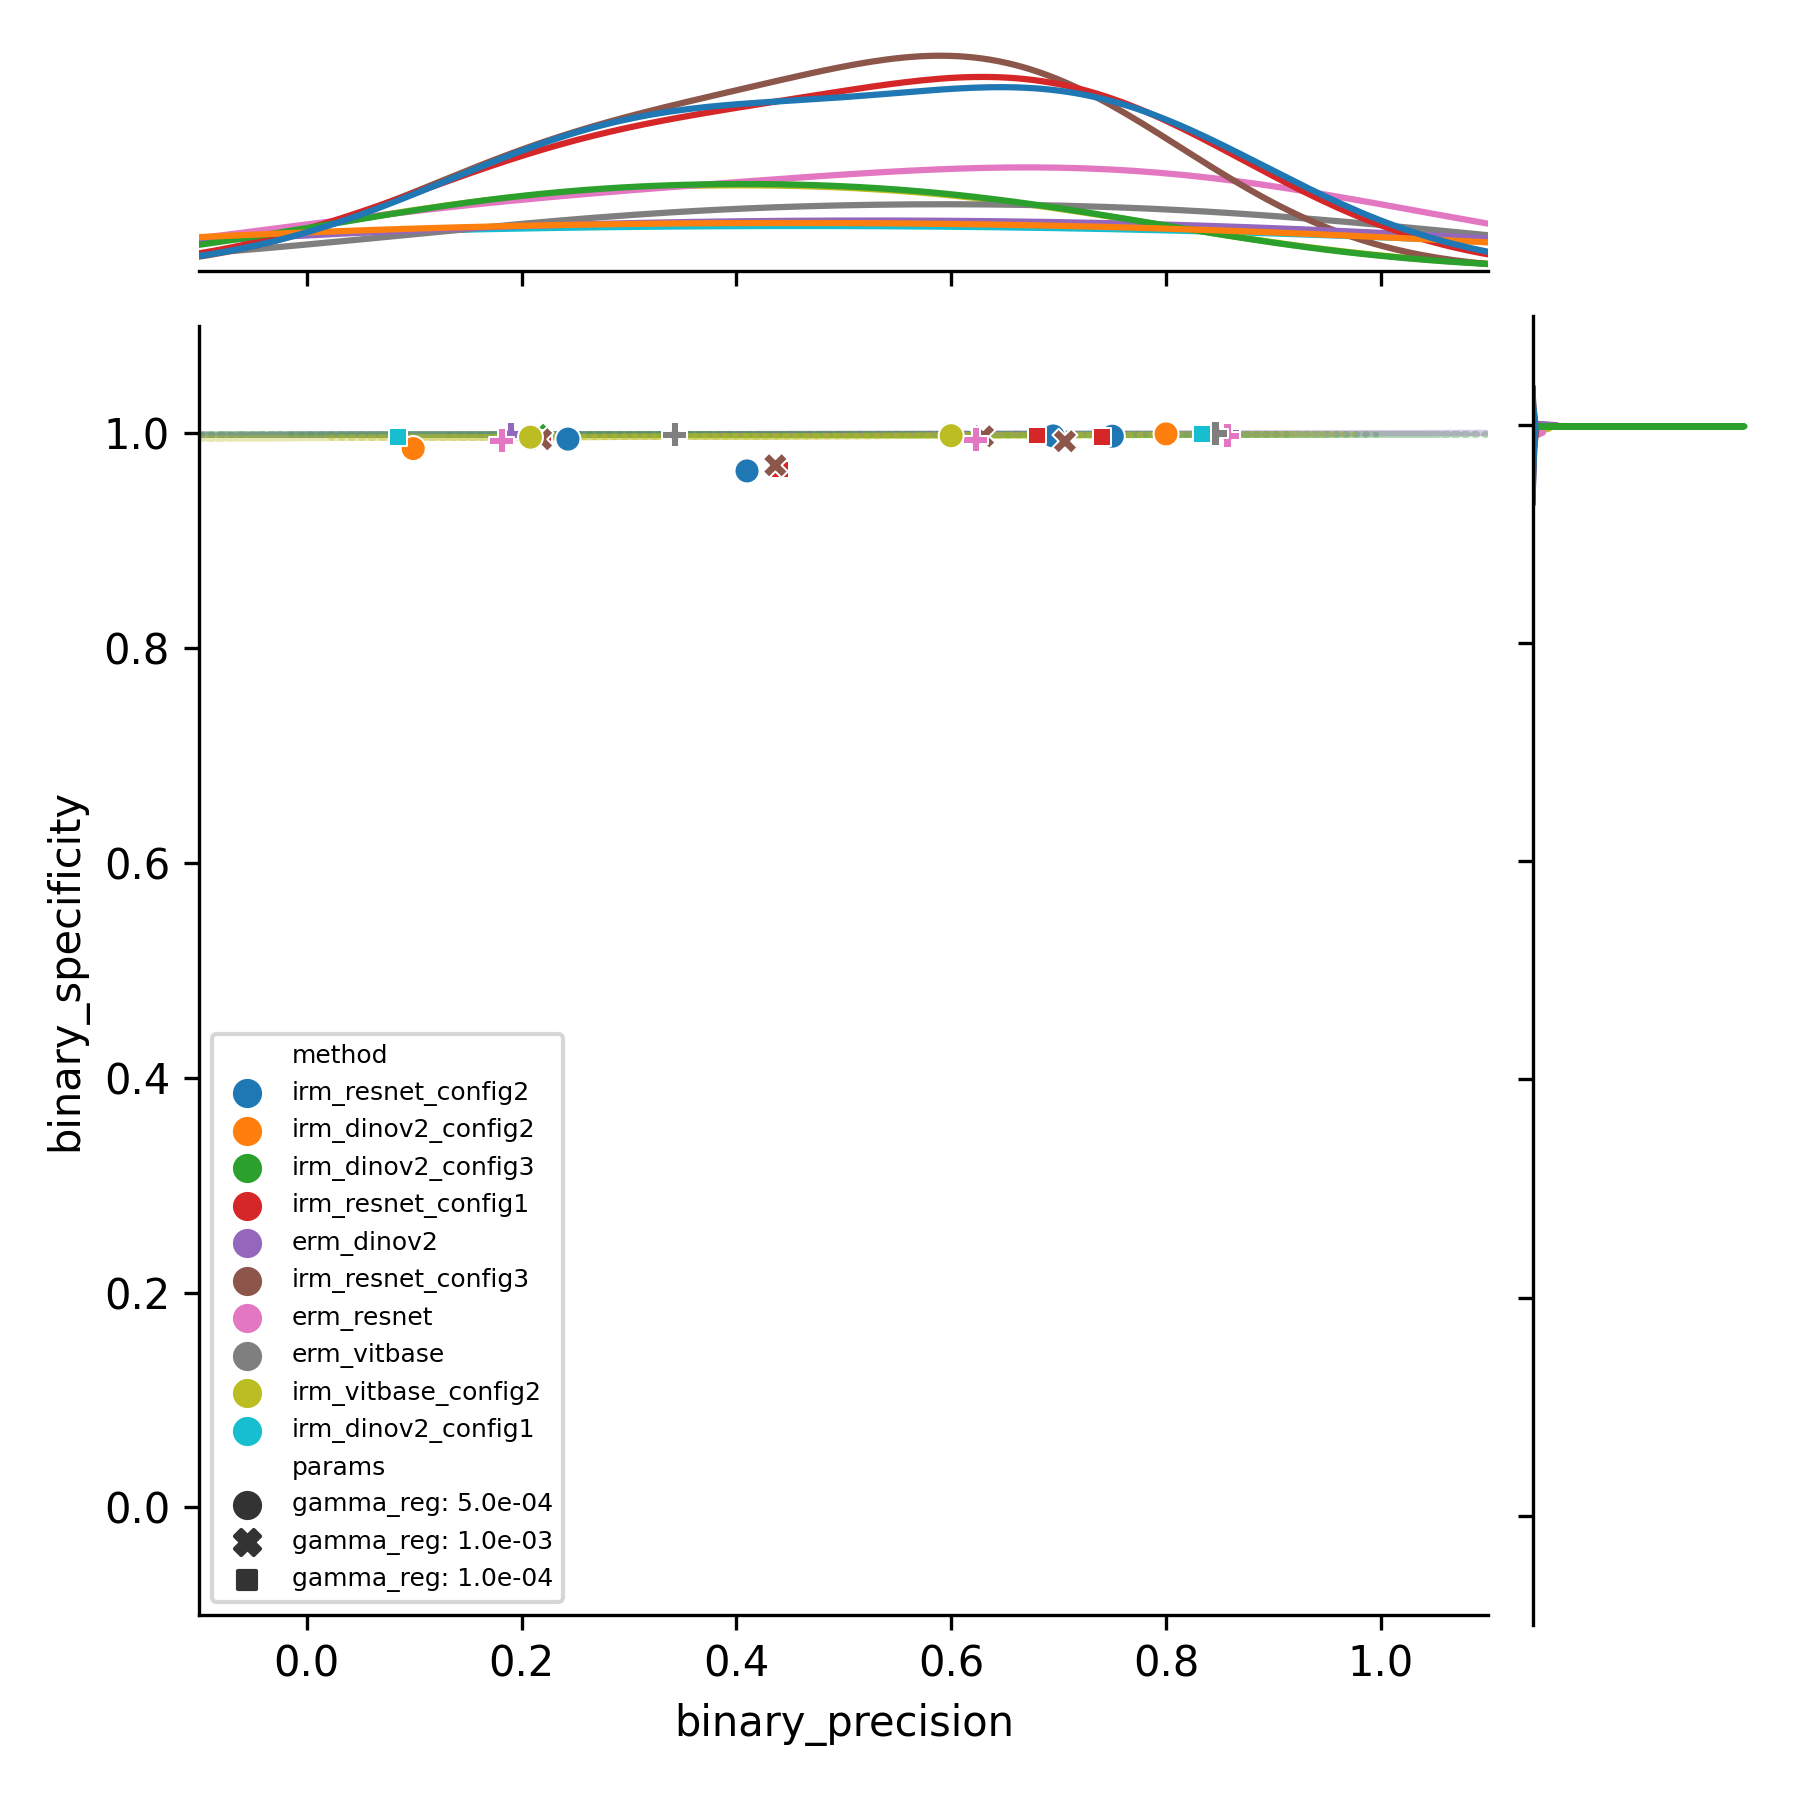 1.0
0.8
0.6
0.4
0.2
0.0
binary_specificity
method
irm_resnet_config2
irm_dinov2_config2
irm_dinov2_config3
irm_resnet_config1
erm_dinov2
irm_resnet_config3
erm_resnet
erm_vitbase
irm_vitbase_config2
irm_dinov2_config1
params
gamma_reg: 5.0e-04
gamma_reg: 1.0e-03
gamma_reg: 1.0e-04
0.0 0.2 0.4 0.6 0.8 1.0
binary_precision